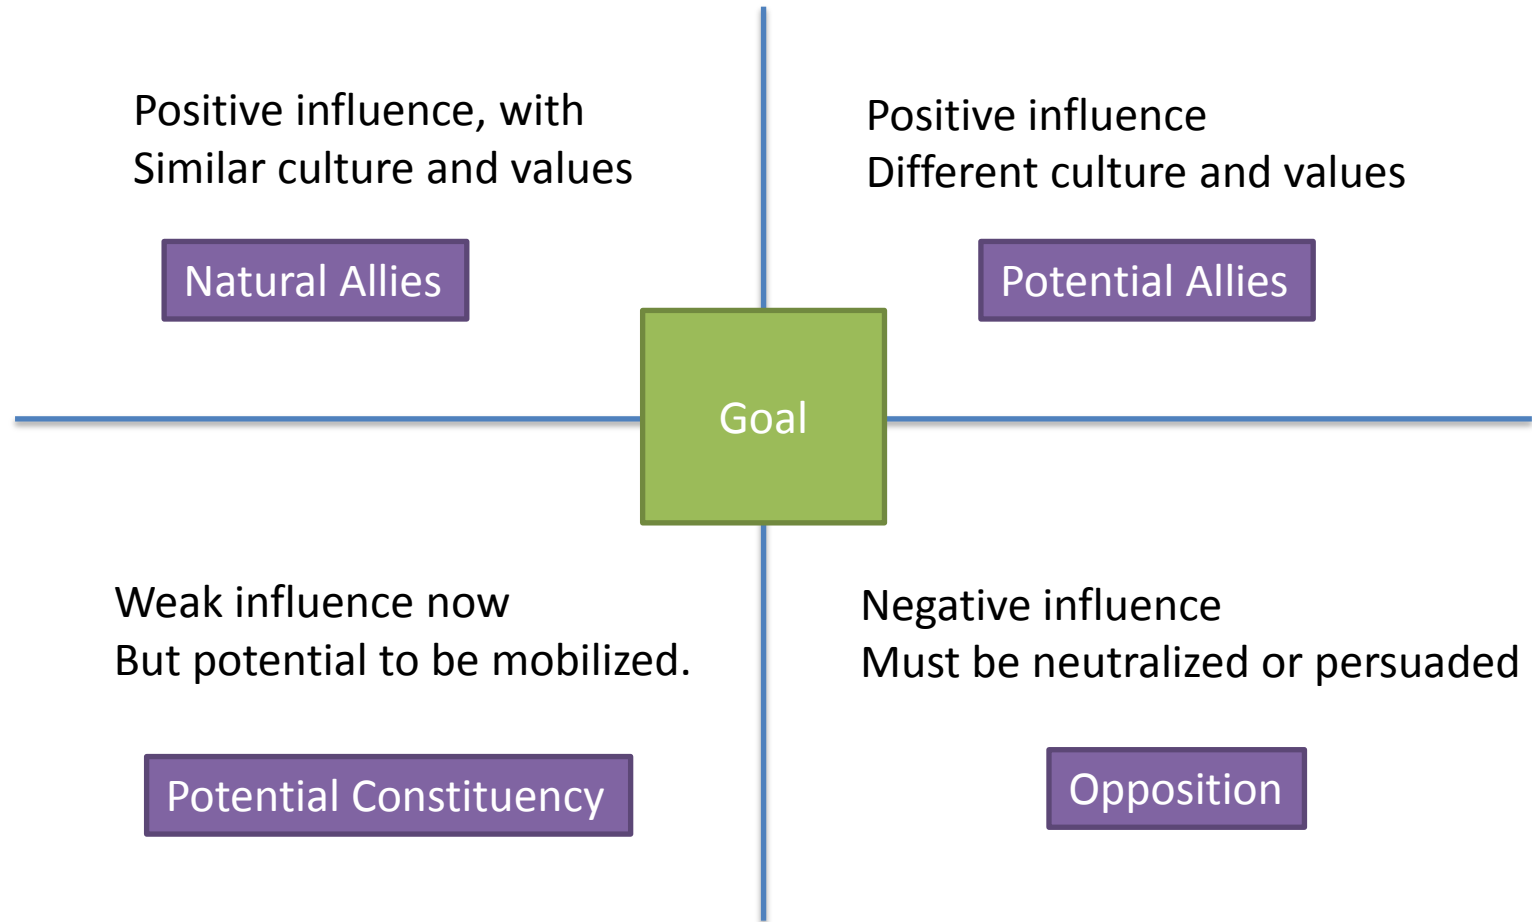 Positive influence, with
Similar culture and values
Natural Allies
Positive influence
Different culture and values
Potential Allies
Goal
Weak influence now
But potential to be mobilized.
Potential Constituency
Negative influence
Must be neutralized or persuaded
Opposition